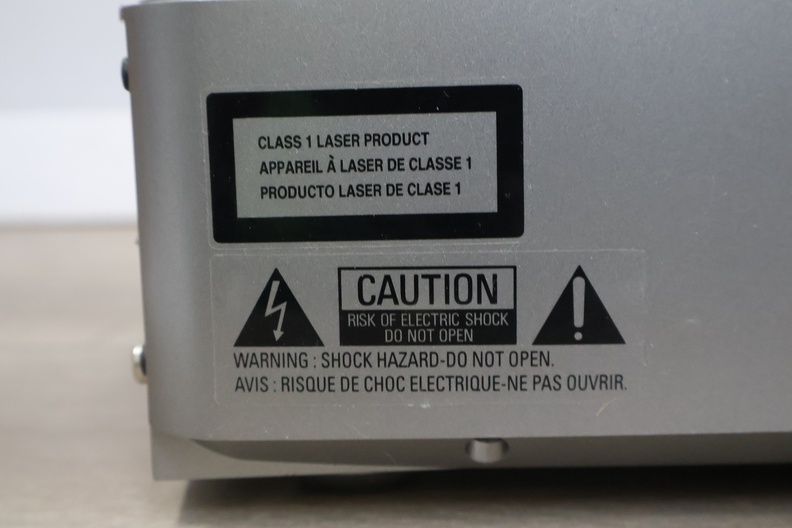 CLASS 1 LASER PRODUCT
APPAREIL À LASER DE CLASSE 1
PRODUCTO LASER DE CLASE 1
CAUTION
RISK OF ELECTRIC SHOCK
DO NOT OPEN
WARNING : SHOCK HAZARD-DO NOT OPEN.
AVIS : RISQUE DE CHOC ELECTRIQUE-NE PAS OUVRIR.